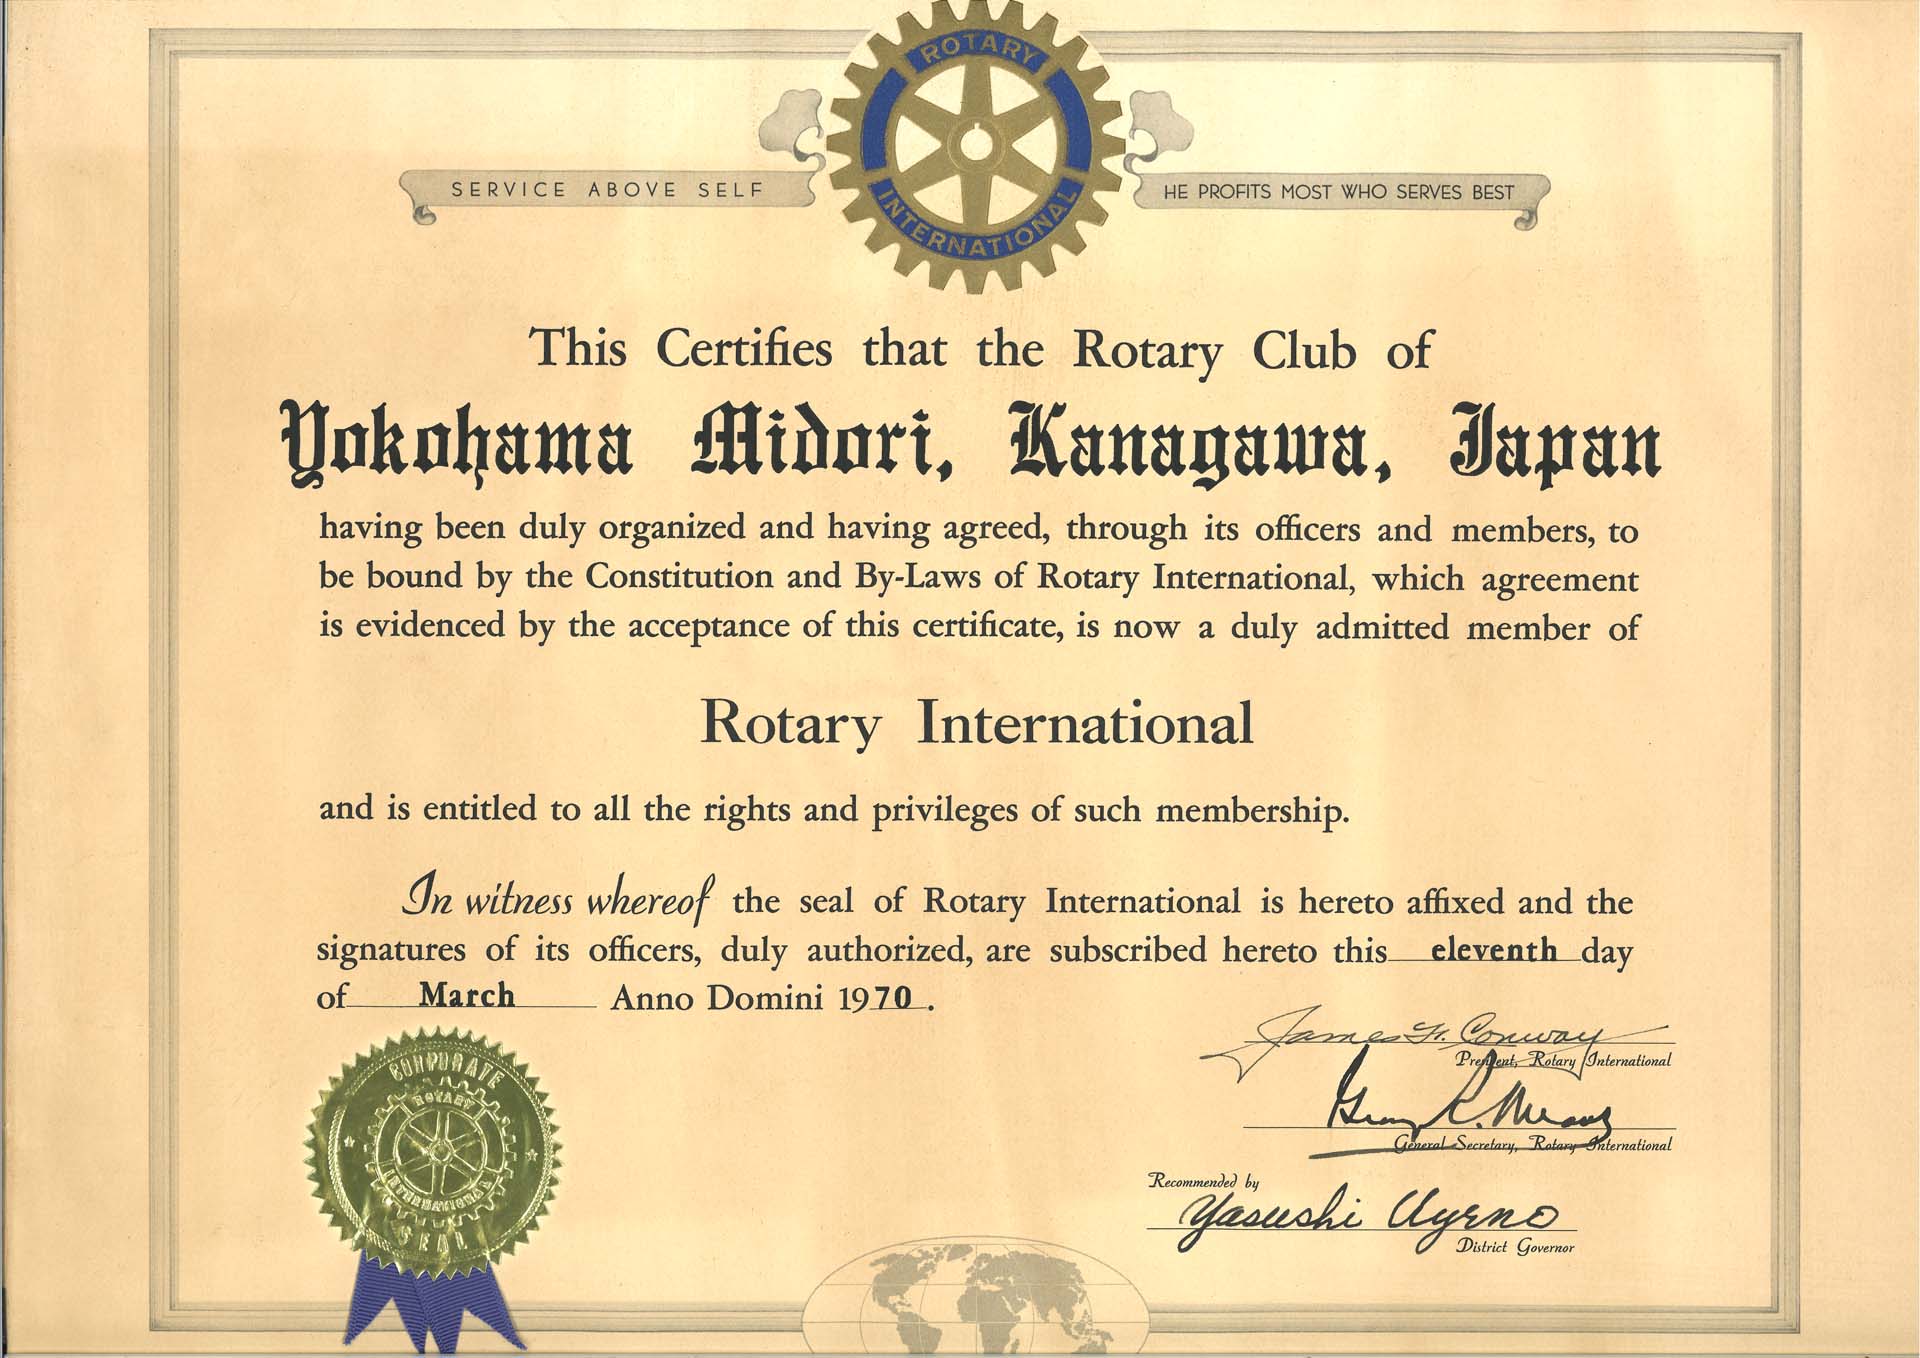 ROTARY
INTERNATIONAL
SERVICE ABOVE SELF
HE PROFITS MOST WHO SERVES BEST
This Certifies that the Rotary Club of
Yokohama Midori, Kanagawa, Japan
having been duly organized and having agreed, through its officers and members, to
be bound by the Constitution and By-Laws of Rotary International, which agreement
is evidenced by the acceptance of this certificate, is now a duly admitted member of
Rotary International
and is entitled to all the rights and privileges of such membership.
In witness whereof the seal of Rotary International is hereto affixed and the
signatures of its officers, duly authorized, are subscribed hereto this eleventh day
of March Anno Domini 1970.
James F. Conway
President, Rotary International
General Secretary, Rotary International
Recommended by
Yasushi Uyeno
District Governor
CORPORATE
ROTARY
INTERNATIONAL
SEAL